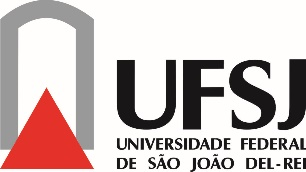 UFSJ
UNIVERSIDADE FEDERAL
DE SÃO JOÃO DEL-REI